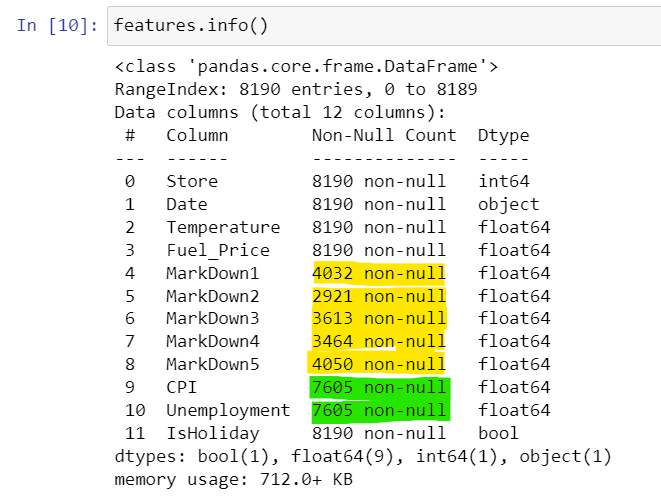 In [10]: features.info()
<class 'pandas.core.frame.DataFrame'>
RangeIndex: 8190 entries, 0 to 8189
Data columns (total 12 columns):
 #   Column        Non-Null Count  Dtype
---  ------        --------------  -----
 0   Store         8190 non-null   int64
 1   Date          8190 non-null   object
 2   Temperature   8190 non-null   float64
 3   Fuel_Price    8190 non-null   float64
 4   MarkDown1     4032 non-null   float64
 5   MarkDown2     2921 non-null   float64
 6   MarkDown3     3613 non-null   float64
 7   MarkDown4     3464 non-null   float64
 8   MarkDown5     4050 non-null   float64
 9   CPI           7605 non-null   float64
 10  Unemployment  7605 non-null   float64
 11  IsHoliday     8190 non-null   bool
dtypes: bool(1), float64(9), int64(1), object(1)
memory usage: 712.0+ KB